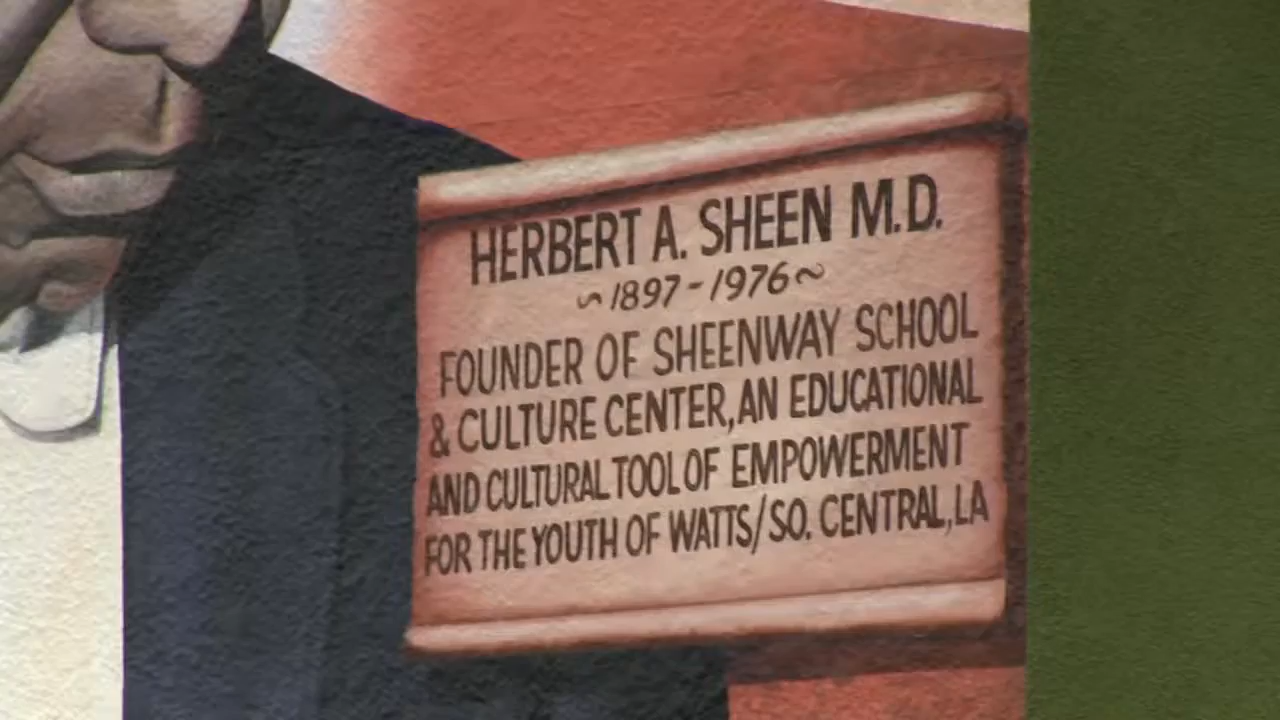 HERBERT A. SHEEN M.D.
~1897-1976~
FOUNDER OF SHEENWAY SCHOOL
& CULTURE CENTER, AN EDUCATIONAL
AND CULTURAL TOOL OF EMPOWERMENT
FOR THE YOUTH OF WATTS/SO. CENTRAL, LA